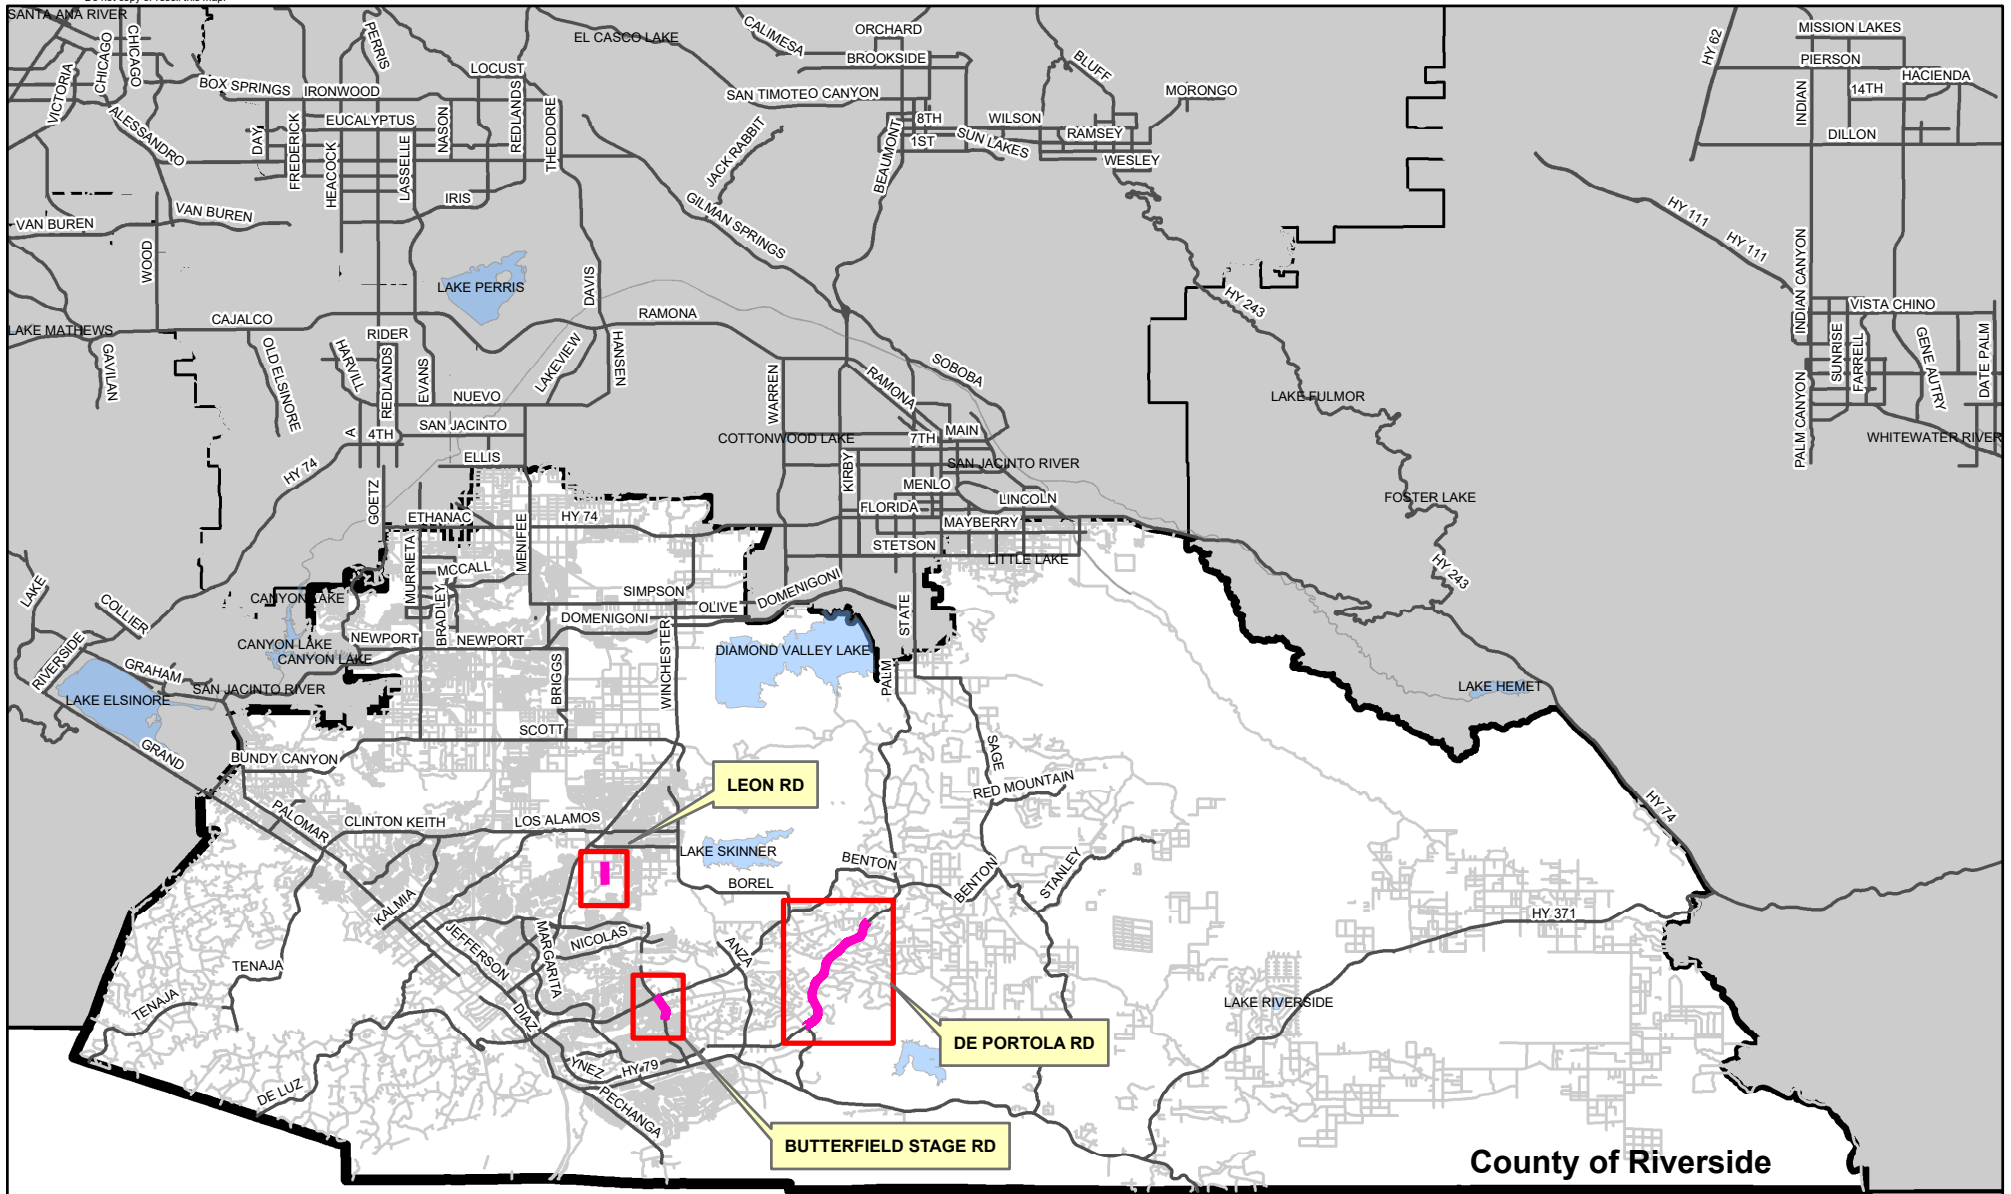 Do not copy or resell this map.
SANTA ANA RIVER
CHICAGO
CHICAGO
VICTORIA
PERRIS
EL CASCO LAKE
CALIMESA
ORCHARD
BROOKSIDE
BLUFF
HY 62
MISSION LAKES
PIERSON
HACIENDA
14TH
INDIAN
DILLON
BOX SPRINGS
IRONWOOD
LOCUST
REDLANDS
THEODORE
SAN TIMOTEO CANYON
MORONGO
ALESSANDRO
DAY
FREDERICK
EUCALYPTUS
HEACOCK
LASSELLE
NASON
JACK RABBIT
8TH
1ST
WILSON
SUN LAKES
RAMSEY
WESLEY
BEAUMONT
IRIS
VAN BUREN
VAN BUREN
WOOD
GILMAN SPRINGS
HY 111
HY 111
INDIAN CANYON
LAKE PERRIS
DAVIS
HY 243
VISTA CHINO
LAKE MATHEWS
CAJALCO
RAMONA
RIDER
GAVILAN
OLD ELSINORE
HARVILL
REDLANDS
EVANS
LAKEVIEW
HANSEN
WARREN
RAMONA
SOBOBA
SUNRISE
FARRELL
GENE AUTRY
DATE PALM
NUEVO
LAKE FULMOR
A
4TH
SAN JACINTO
COTTONWOOD LAKE
7TH
MAIN
PALM CANYON
WHITEWATER RIVER
HY 74
ELLIS
KIRBY
SAN JACINTO RIVER
MENLO
LINCOLN
FOSTER LAKE
GOETZ
ETHANAC
HY 74
FLORIDA
MAYBERRY
MURRIETA
MENIFEE
STETSON
LITTLE LAKE
MCCALL
HY 243
LAKE
COLLIER
CANYON LAKE
BRADLEY
SIMPSON
OLIVE
DOMENIGONI
STATE
DOMENIGONI
NEWPORT
NEWPORT
CANYON LAKE
CANYON LAKE
RIVERSIDE
GRAHAM
BRIGGS
WINCHESTER
DIAMOND VALLEY LAKE
PALM
SAN JACINTO RIVER
LAKE ELSINORE
LAKE HEMET
GRAND
BUNDY CANYON
SCOTT
SAGE
LEON RD
RED MOUNTAIN
HY 74
PALOMAR
CLINTON KEITH
LOS ALAMOS
LAKE SKINNER
BENTON
BENTON
STANLEY
BOREL
KALMIA
HY 371
JEFFERSON
MARGARITA
NICOLAS
ANZA
TENAJA
TENAJA
DIAZ
LAKE RIVERSIDE
DE PORTOLA RD
YNEZ
HY 79
DE LUZ
PECHANGA
BUTTERFIELD STAGE RD
County of Riverside